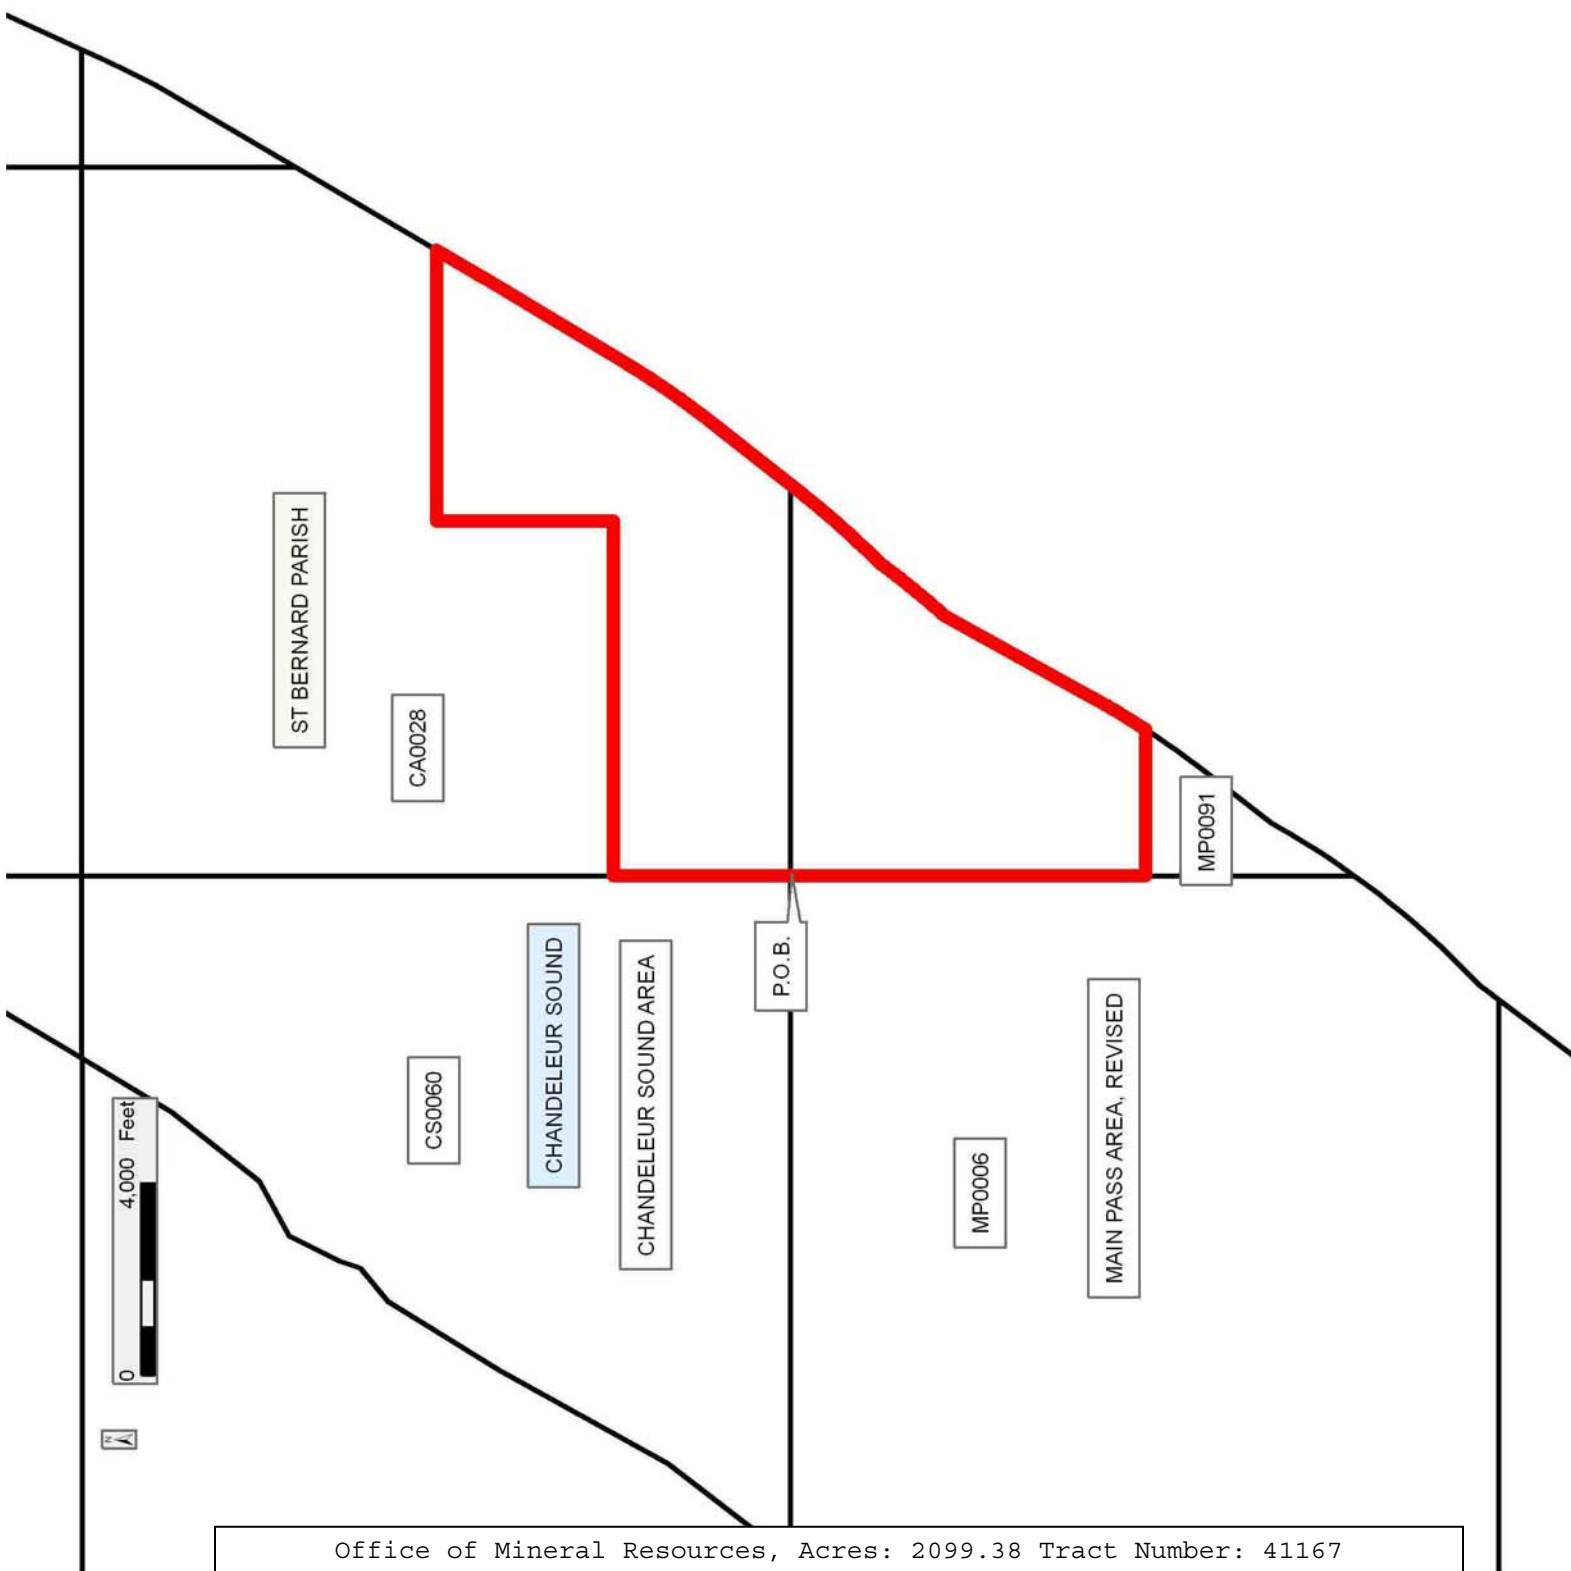 ST BERNARD PARISH
CA0028
MP0091
CHANDELEUR SOUND
CHANDELEUR SOUND AREA
P.O.B.
CS0060
MP0006
MAIN PASS AREA, REVISED
0 4,000 Feet
N
Office of Mineral Resources, Acres: 2099.38 Tract Number: 41167